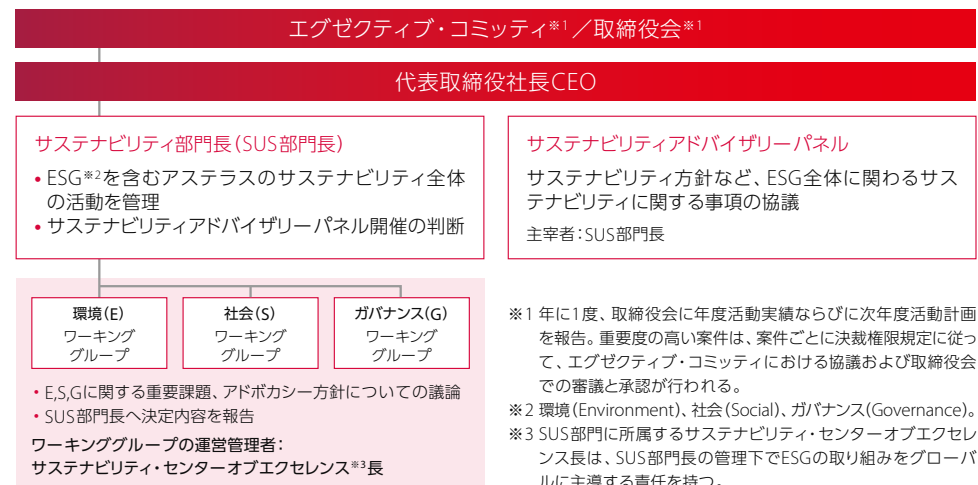 エグゼクティブ・コミッティ※1／取締役会※1
代表取締役社長CEO
サステナビリティ部門長（SUS部門長）
• ESG※2を含むアステラスのサステナビリティ全体
の活動を管理
• サステナビリティアドバイザリーパネル開催の判断
サステナビリティアドバイザリーパネル
サステナビリティ方針など、ESG全体に関わるサス
テナビリティに関する事項の協議
主宰者：SUS部門長
環境（E）
ワーキング
グループ
社会（S）
ワーキング
グループ
ガバナンス（G）
ワーキング
グループ
• E,S,Gに関する重要課題、アドボカシー方針についての議論
• SUS部門長へ決定内容を報告
ワーキンググループの運営管理者：
サステナビリティ・センターオブエクセレンス※3長
※1 年に1度、取締役会に年度活動実績ならびに次年度活動計画
を報告。重要度の高い案件は、案件ごとに決裁権限規定に従っ
て、エグゼクティブ・コミッティにおける協議および取締役会
での審議と承認が行われる。
※2 環境（Environment）、社会（Social）、ガバナンス（Governance）。
※3 SUS部門に所属するサステナビリティ・センターオブエクセレ
ンス長は、SUS部門長の管理下でESGの取り組みをグローバ
ルに主導する責任を持つ。